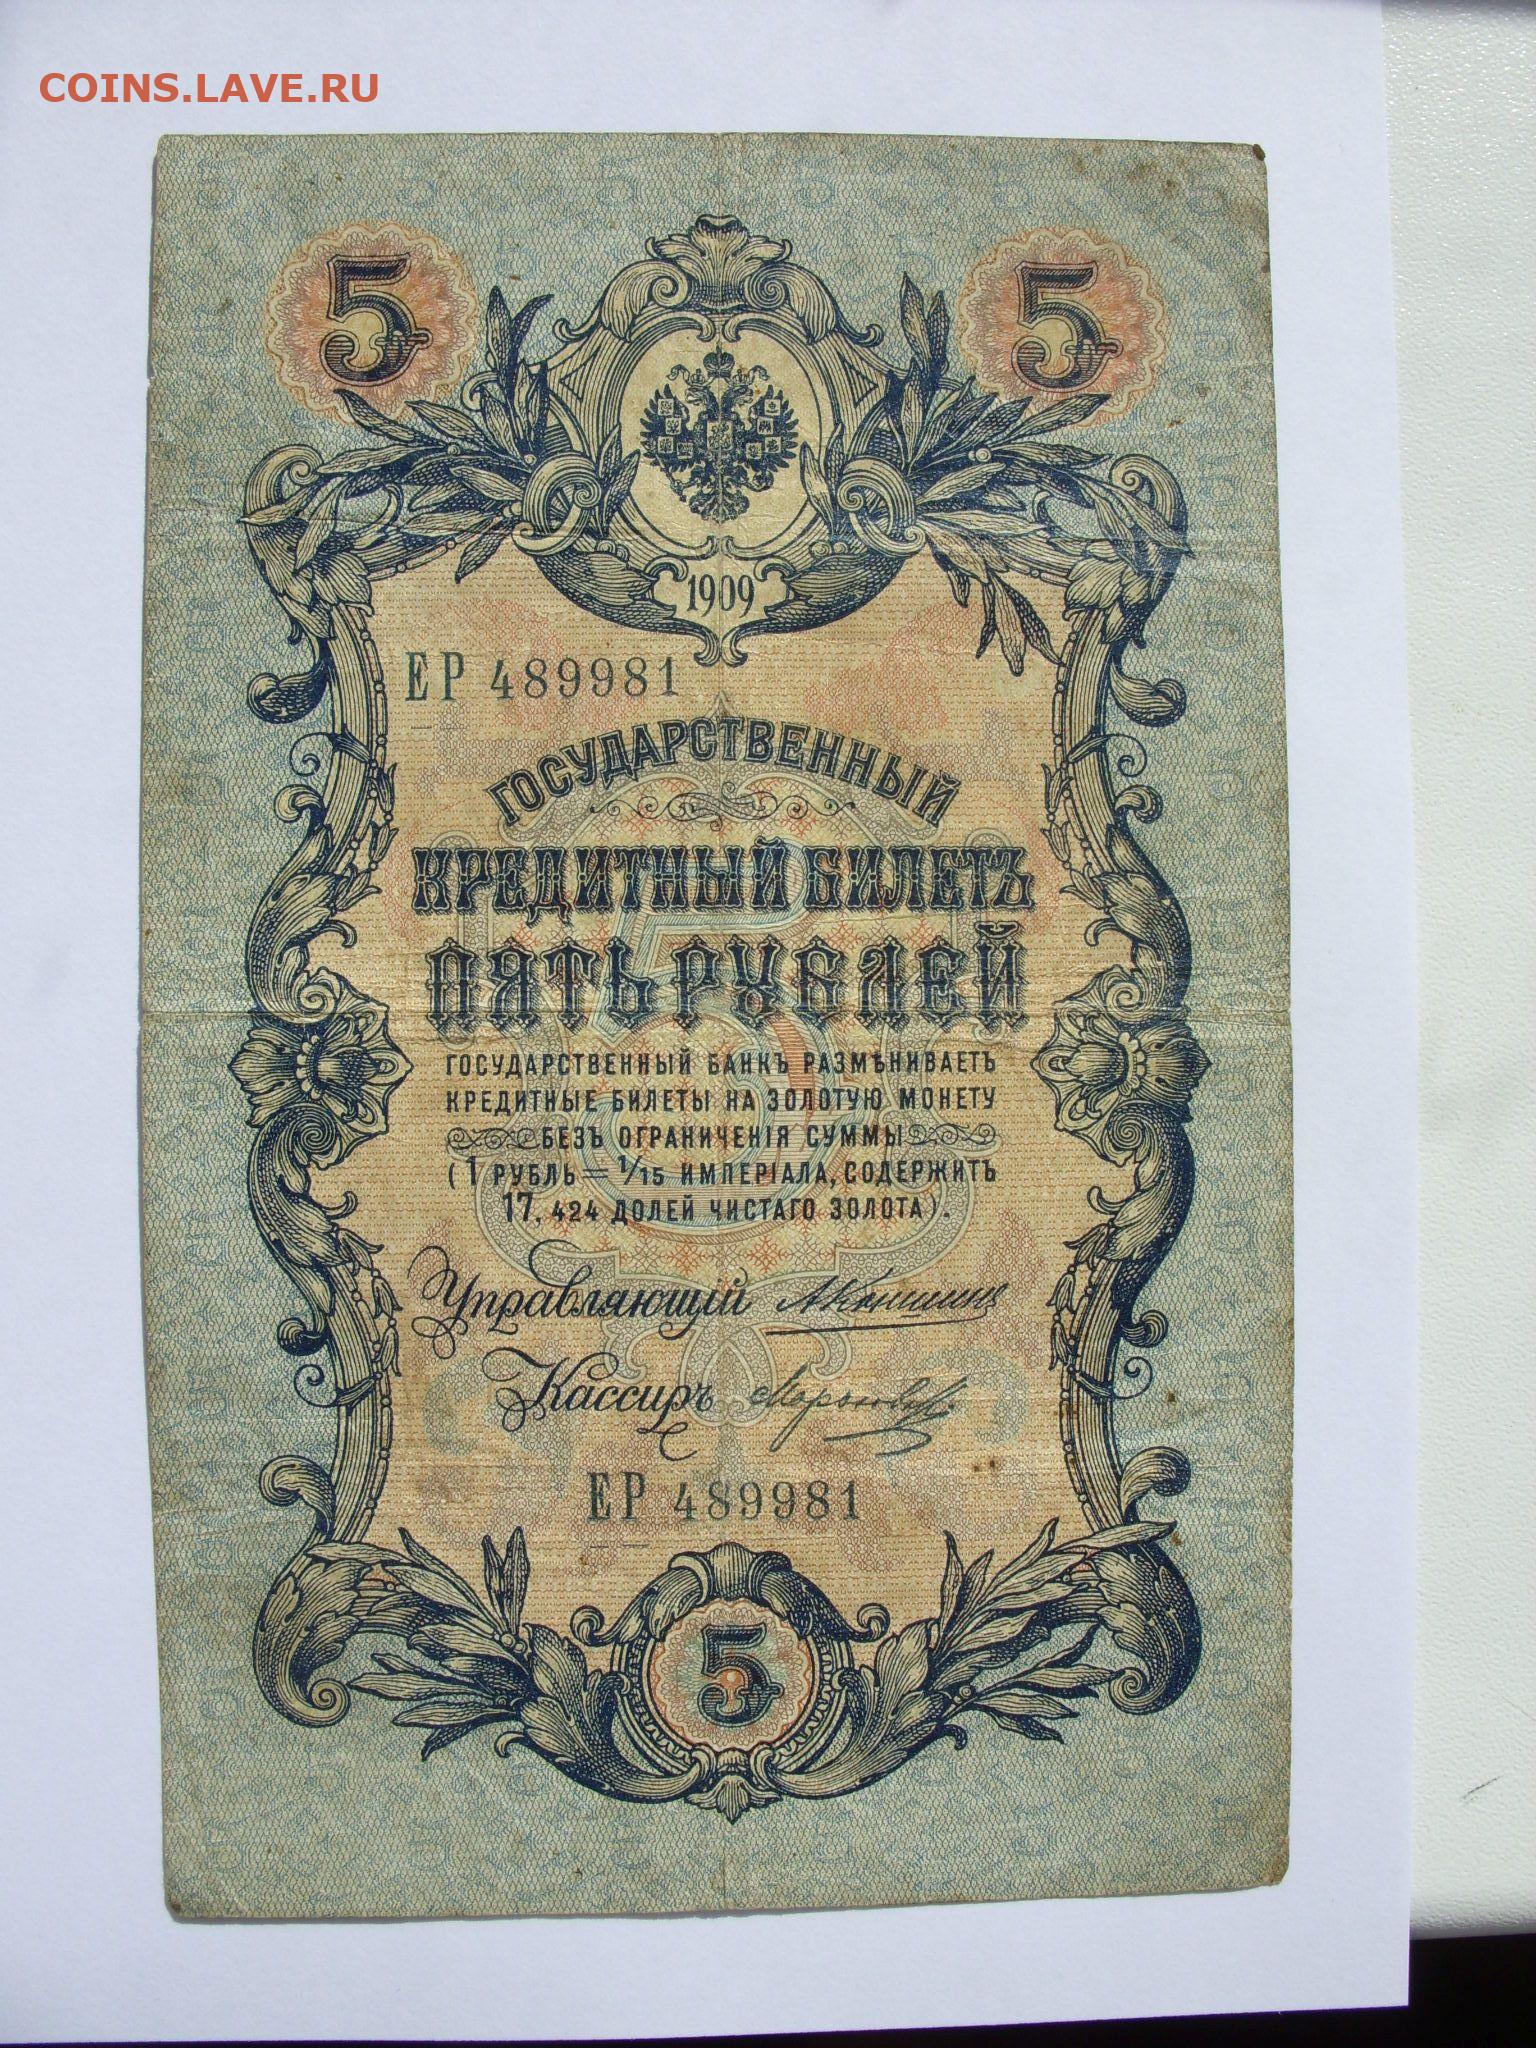 COINS.LAVE.RU
5 5
1909
ЕР 489981
ГОСУДАРСТВЕННЫЙ
КРЕДИТНЫЙ БИЛЕТЪ
ПЯТЬ РУБЛЕЙ
ГОСУДАРСТВЕННЫЙ БАНКЪ РАЗМѢНИВАЕТЪ
КРЕДИТНЫЕ БИЛЕТЫ НА ЗОЛОТУЮ МОНЕТУ
БЕЗЪ ОГРАНИЧЕНІЯ СУММЫ
(1 РУБЛЬ = 1/15 ИМПЕРІАЛА, СОДЕРЖИТЪ
17,424 ДОЛЕЙ ЧИСТАГО ЗОЛОТА).
Управляющій АКоншинъ
Кассиръ
ЕР 489981
5